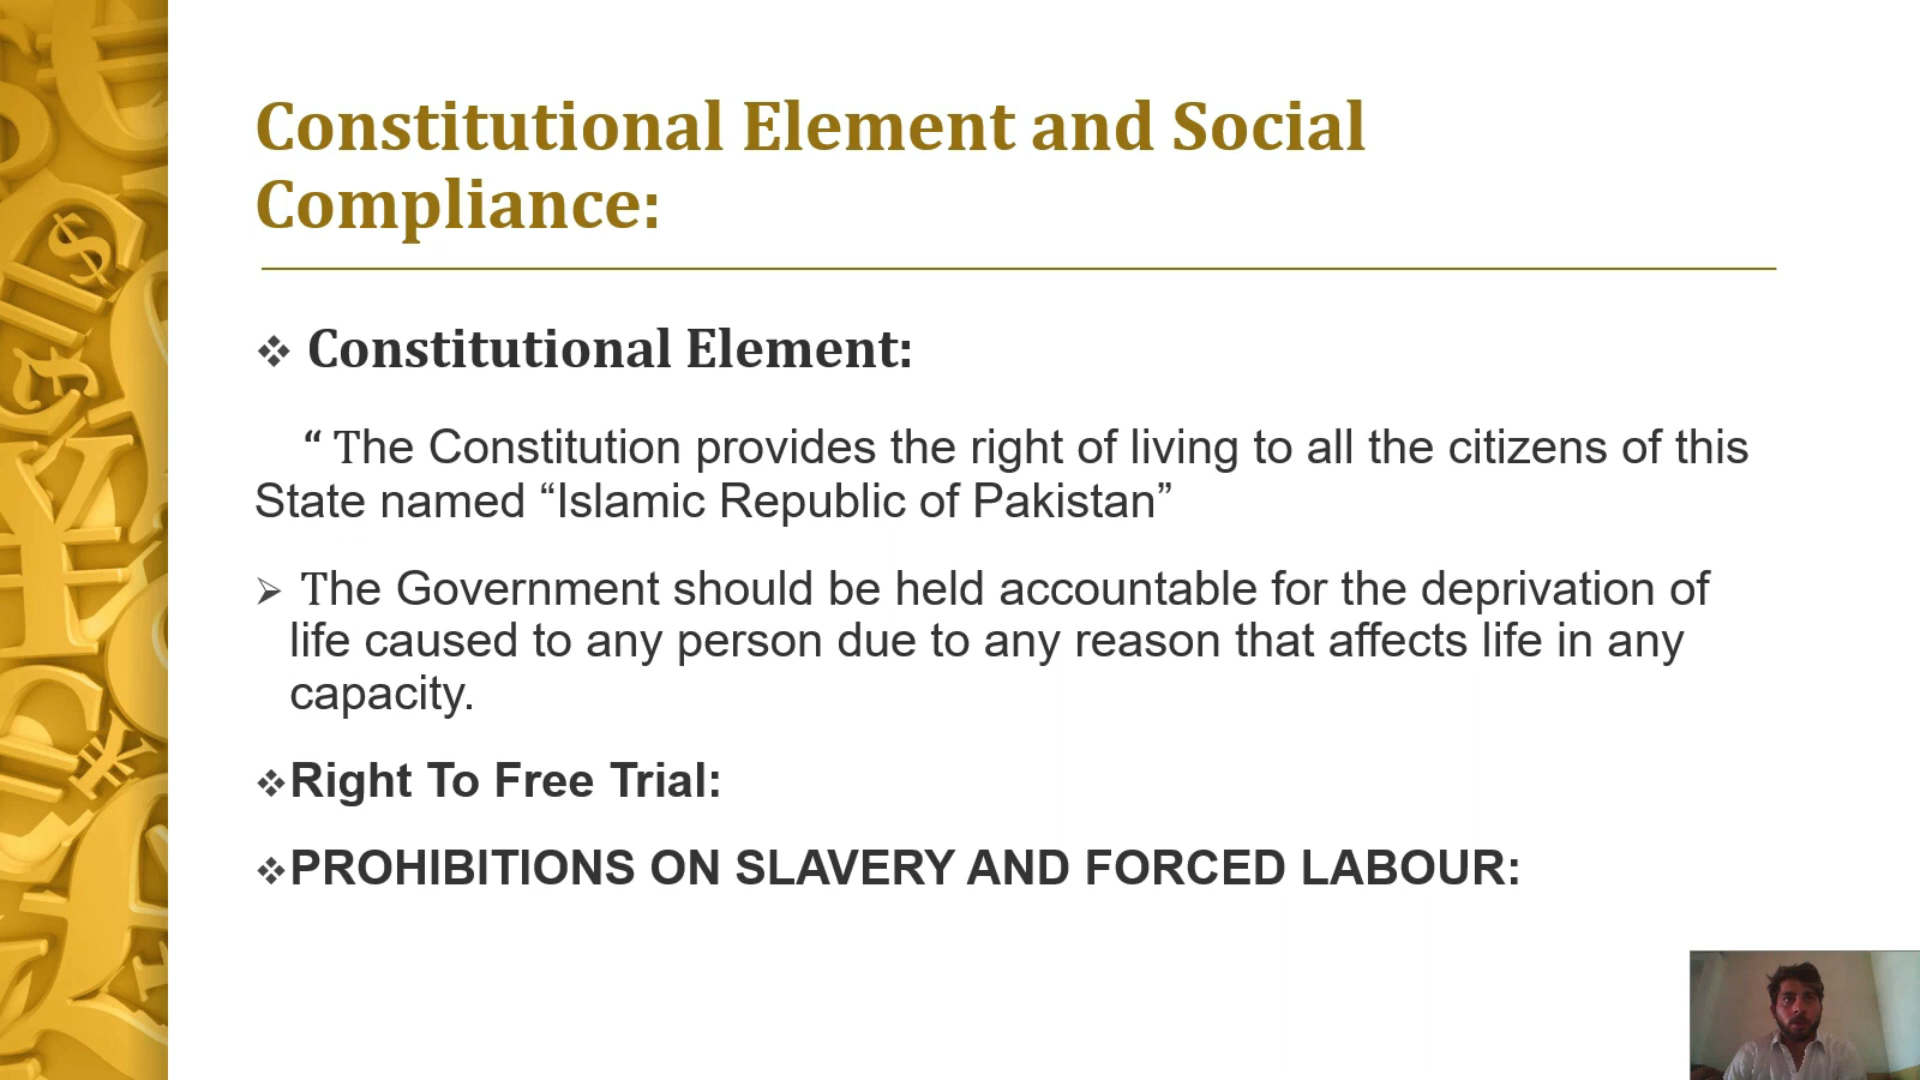 Constitutional Element and Social
Compliance:
❖ Constitutional Element:
“ The Constitution provides the right of living to all the citizens of this
State named “Islamic Republic of Pakistan”
➢ The Government should be held accountable for the deprivation of
life caused to any person due to any reason that affects life in any
capacity.
❖Right To Free Trial:
❖PROHIBITIONS ON SLAVERY AND FORCED LABOUR: